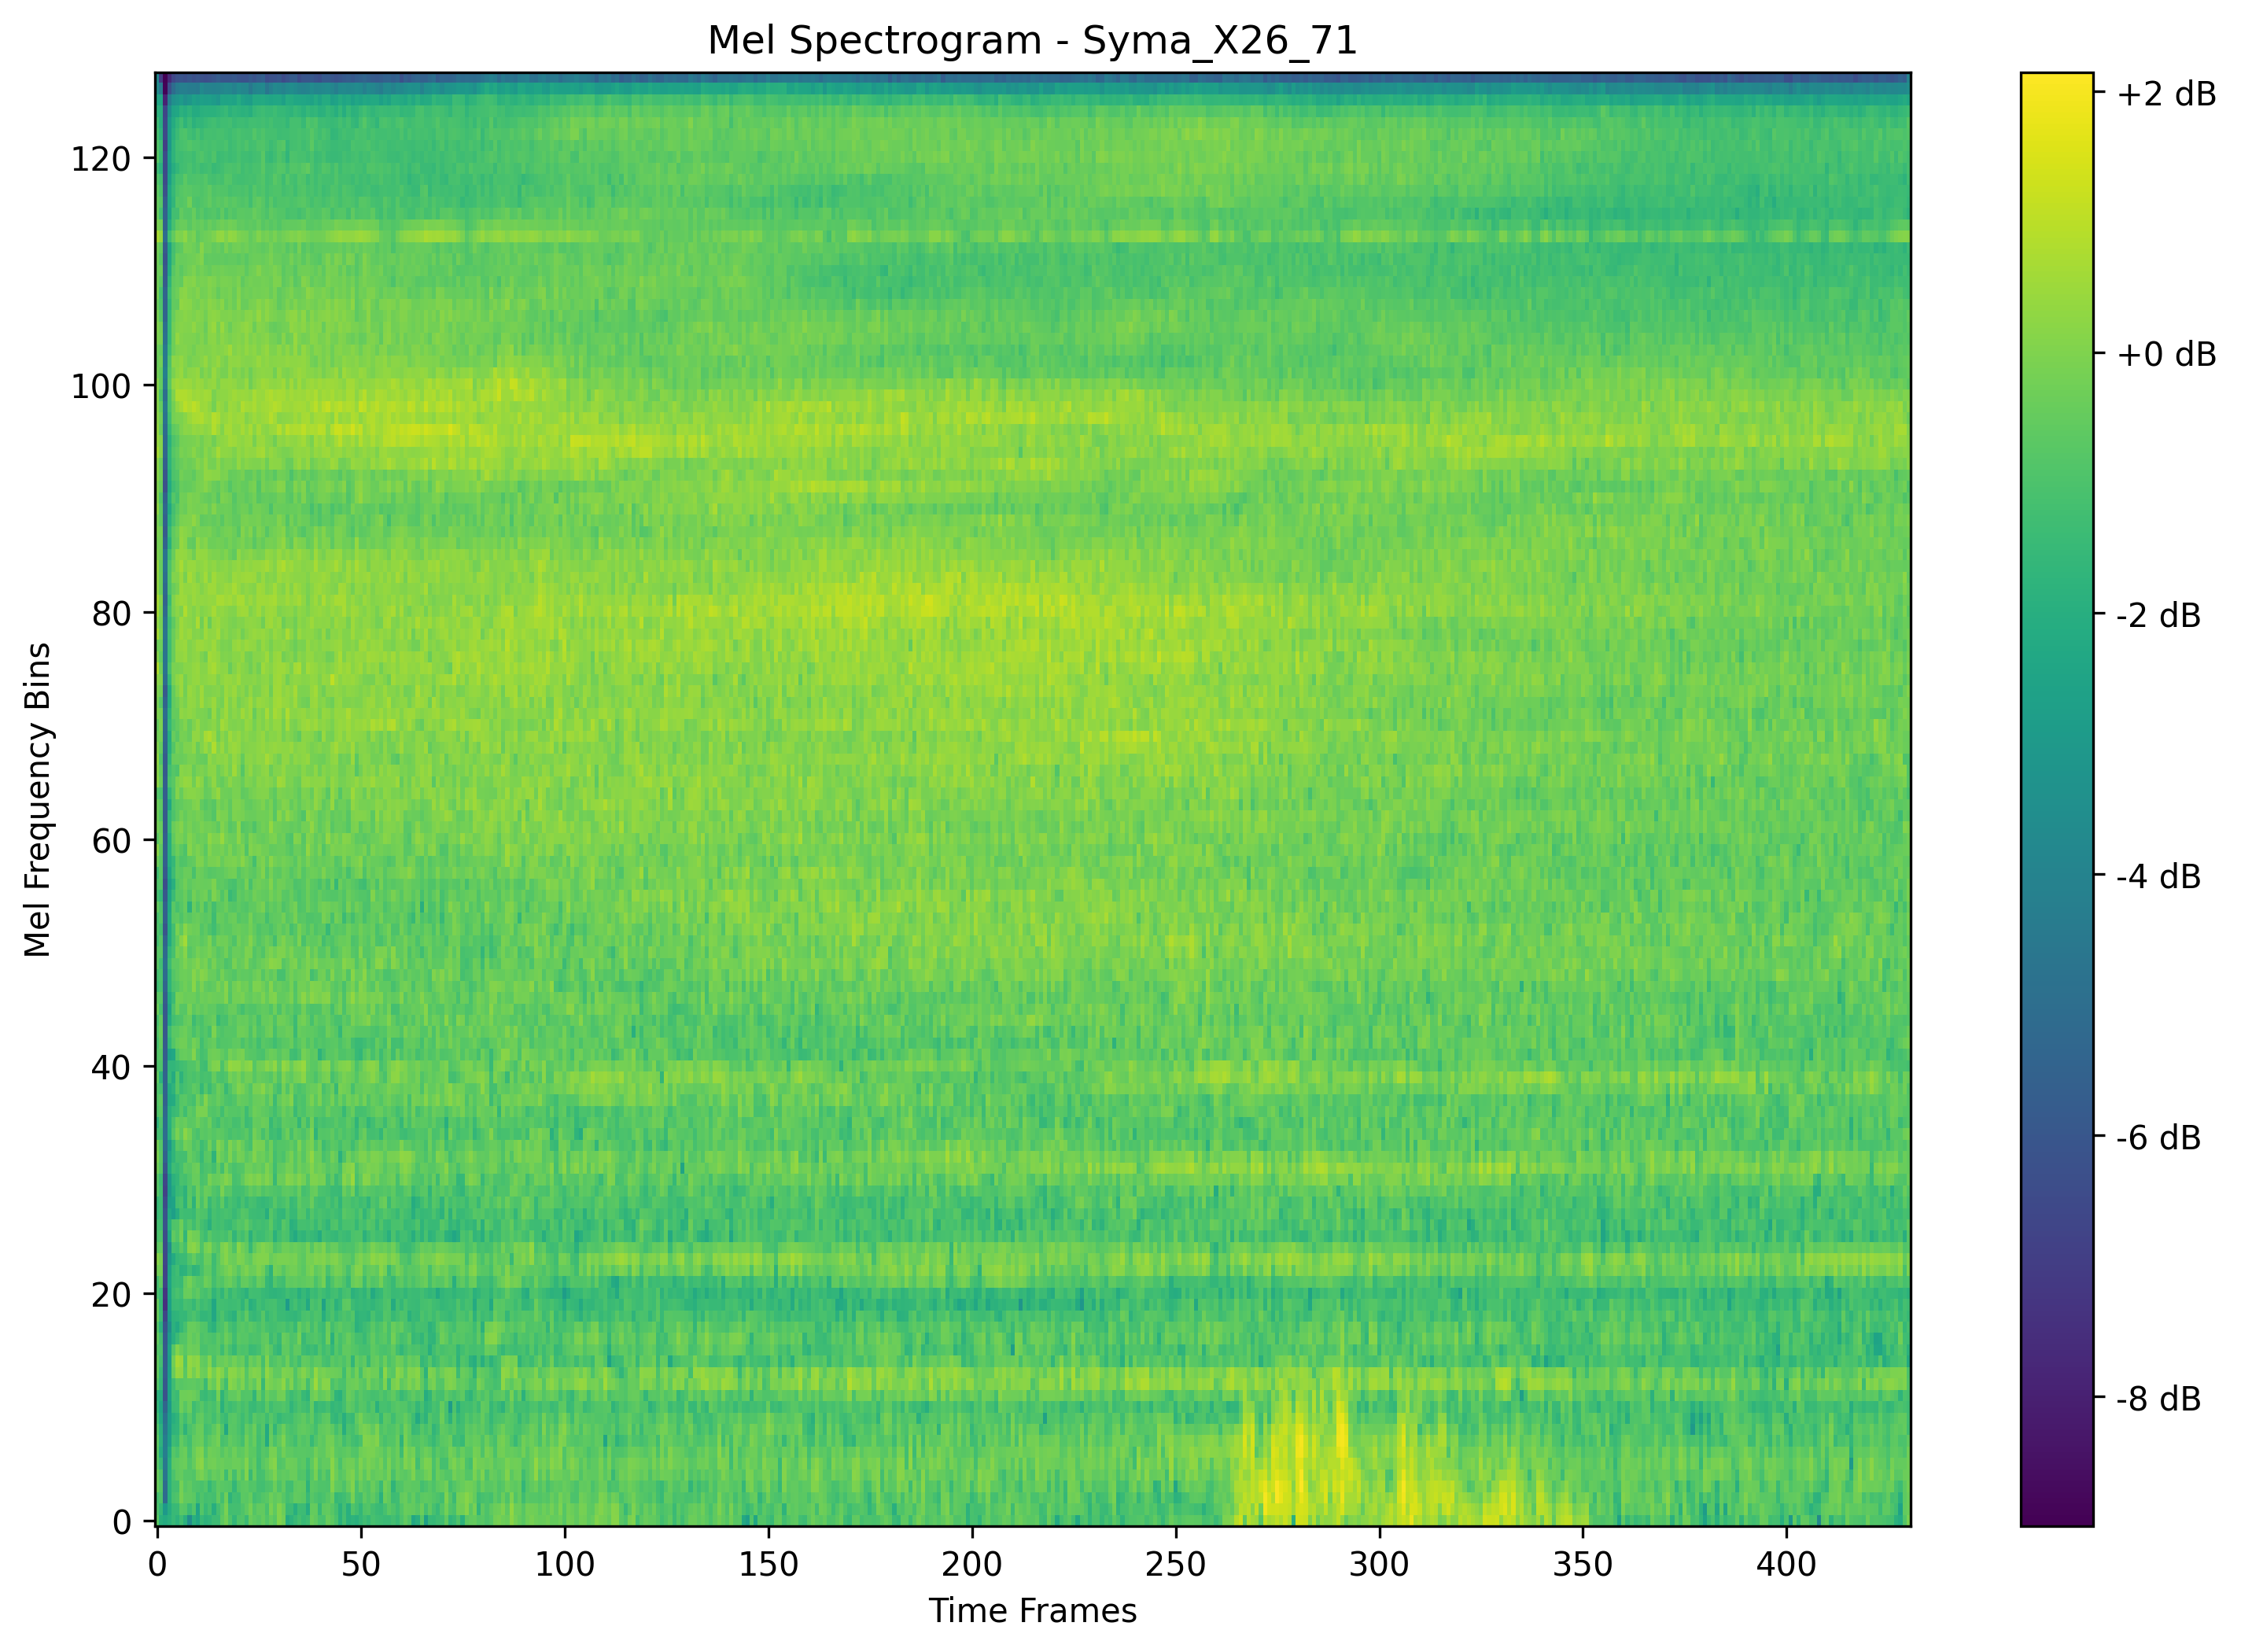 Mel Spectrogram - Syma_X26_71
Mel Frequency Bins
120
100
80
60
40
20
0
0 50 100 150 200 250 300 350 400
Time Frames
+2 dB
+0 dB
-2 dB
-4 dB
-6 dB
-8 dB